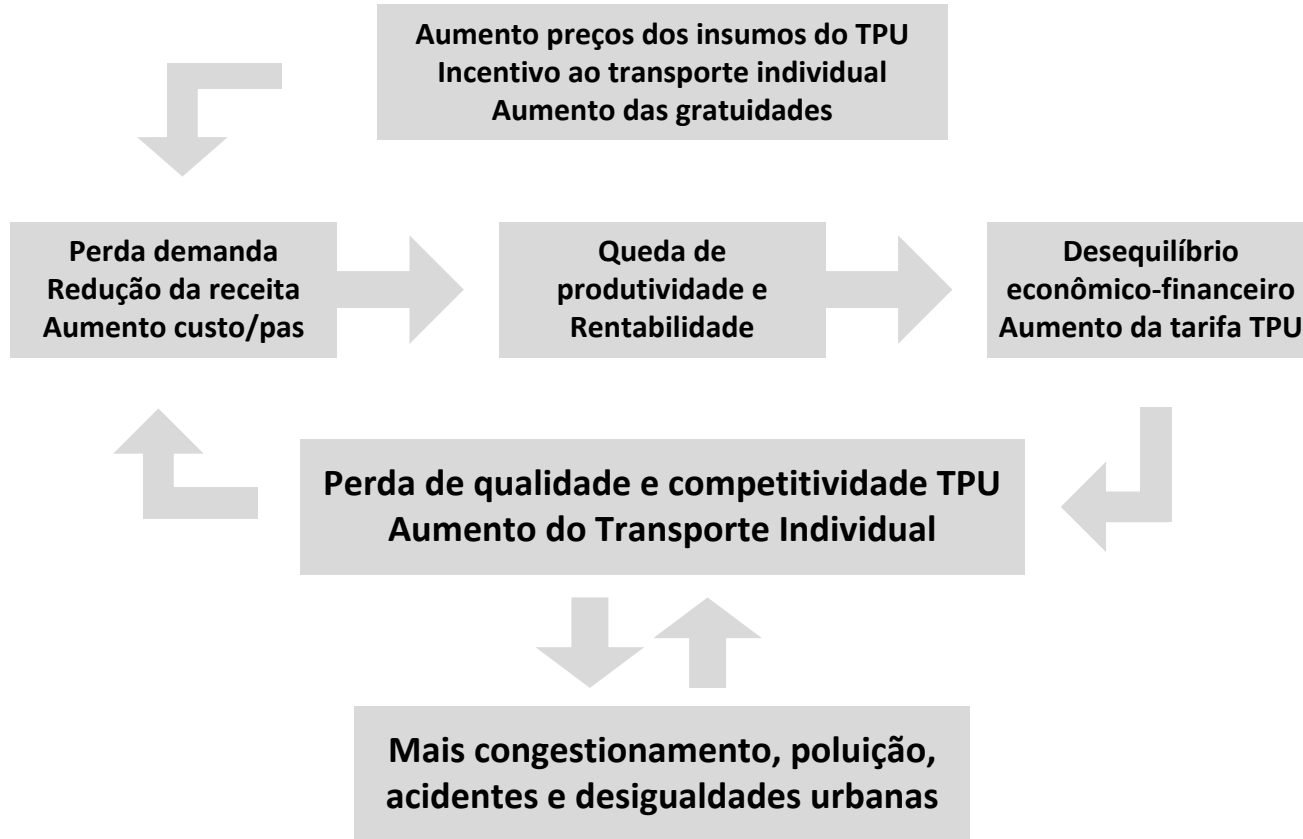 Aumento preços dos insumos do TPU
Incentivo ao transporte individual
Aumento das gratuidades
Perda demanda
Redução da receita
Aumento custo/pas
Queda de
produtividade e
Rentabilidade
Desequilíbrio
econômico-financeiro
Aumento da tarifa TPU
Perda de qualidade e competitividade TPU
Aumento do Transporte Individual
Mais congestionamento, poluição,
acidentes e desigualdades urbanas